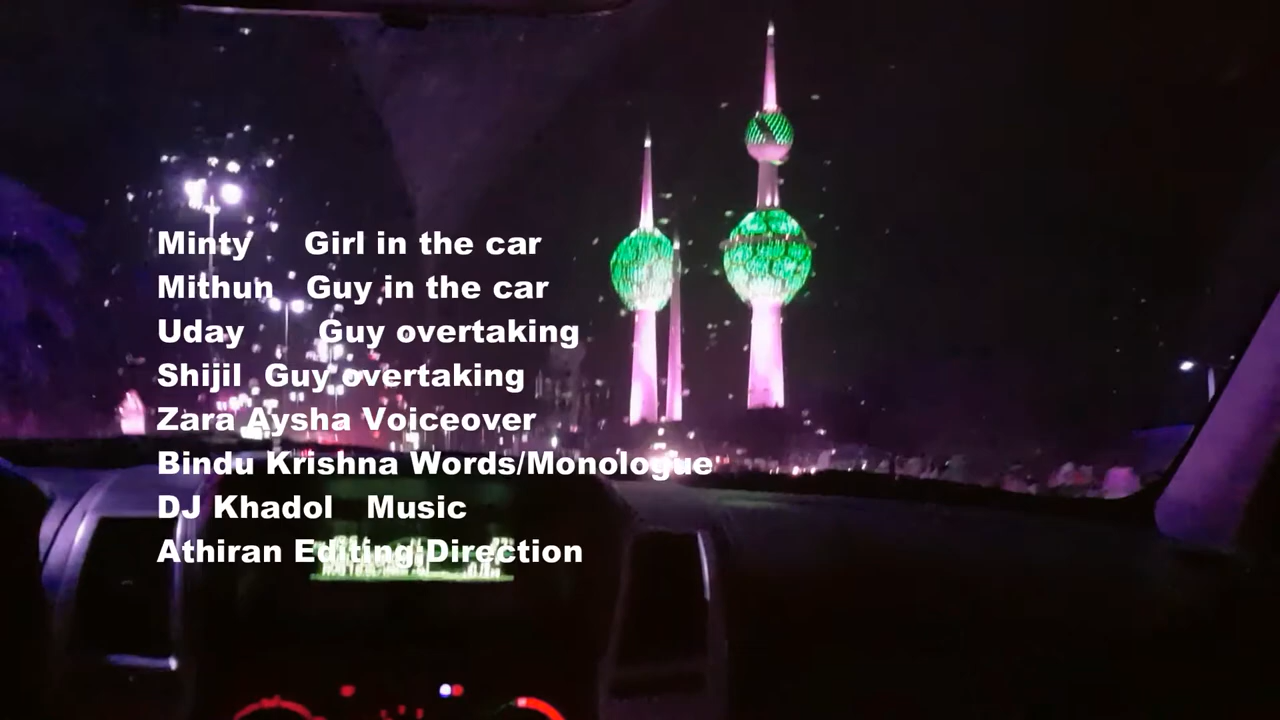 Minty Girl in the car
Mithun Guy in the car
Uday Guy overtaking
Shijil Guy overtaking
Zara Aysha Voiceover
Bindu Krishna Words/Monologue
DJ Khadol Music
Athiran Editing,Direction